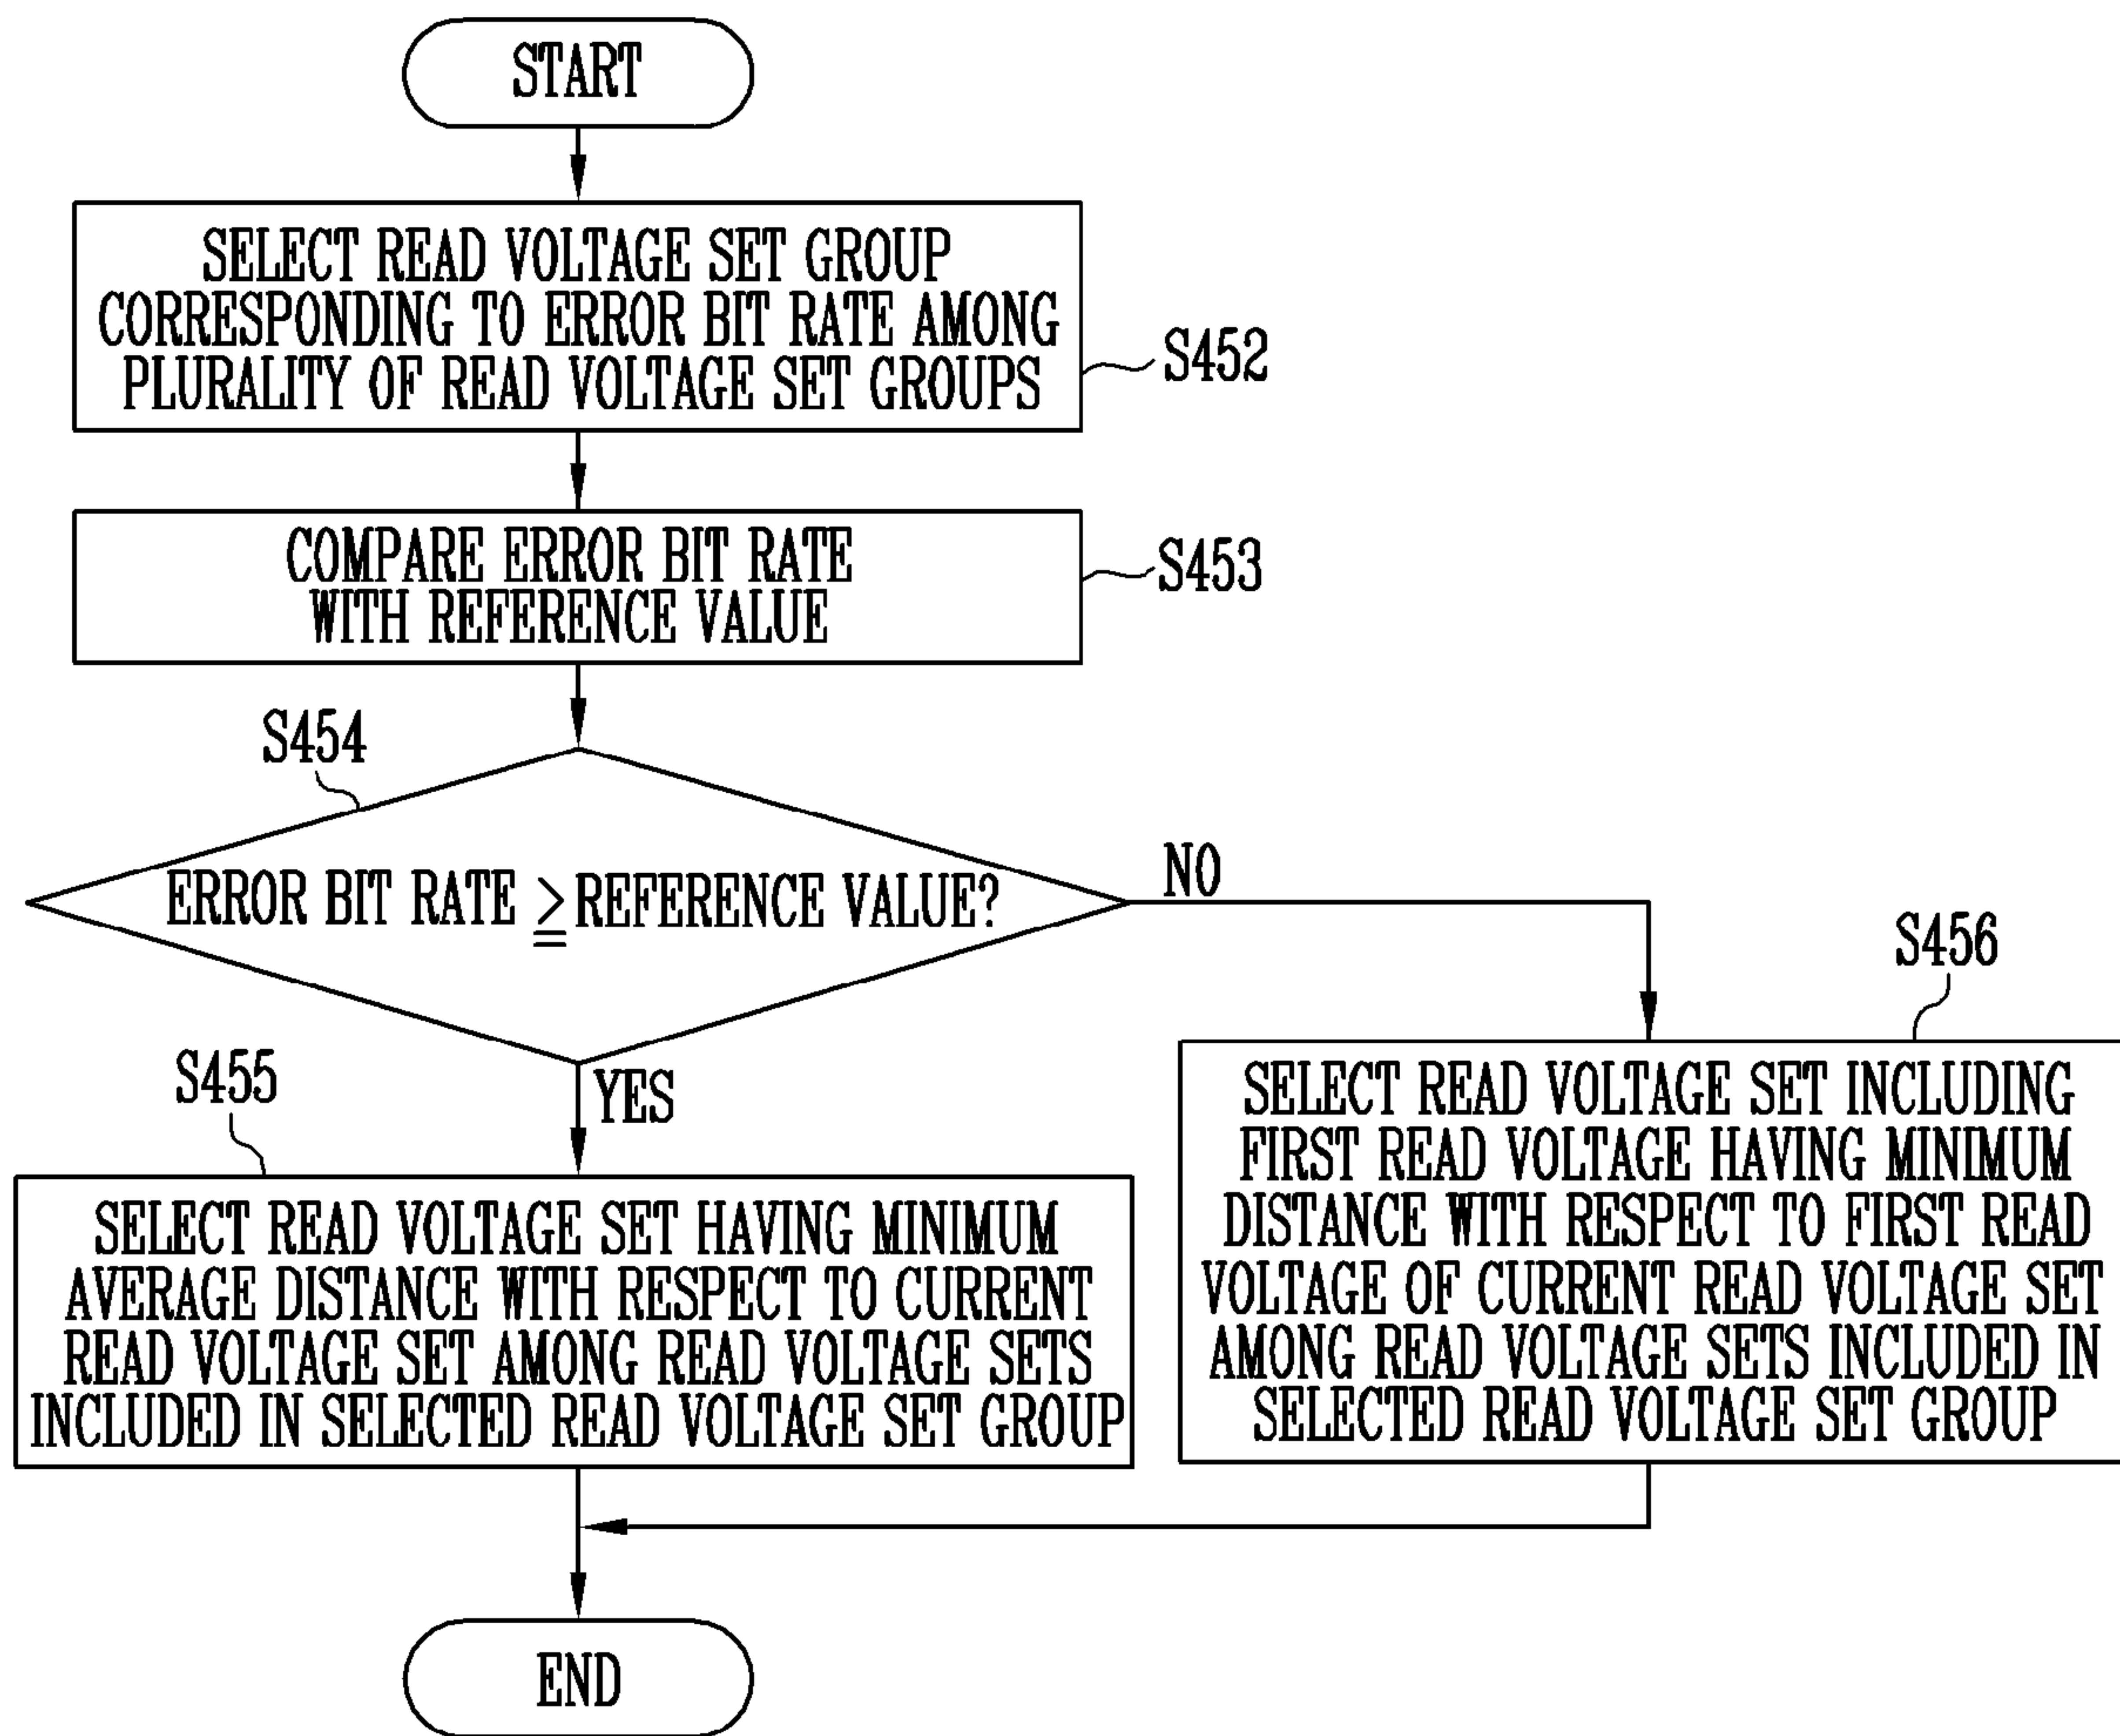 START
SELECT READ VOLTAGE SET GROUP
CORRESPONDING TO ERROR BIT RATE AMONG
PLURALITY OF READ VOLTAGE SET GROUPS
S452
COMPARE ERROR BIT RATE
WITH REFERENCE VALUE
S453
S454
ERROR BIT RATE ≧ REFERENCE VALUE?
NO
YES
S455
SELECT READ VOLTAGE SET HAVING MINIMUM
AVERAGE DISTANCE WITH RESPECT TO CURRENT
READ VOLTAGE SET AMONG READ VOLTAGE SETS
INCLUDED IN SELECTED READ VOLTAGE SET GROUP
S456
SELECT READ VOLTAGE SET INCLUDING
FIRST READ VOLTAGE HAVING MINIMUM
DISTANCE WITH RESPECT TO FIRST READ
VOLTAGE OF CURRENT READ VOLTAGE SET
AMONG READ VOLTAGE SETS INCLUDED IN
SELECTED READ VOLTAGE SET GROUP
END